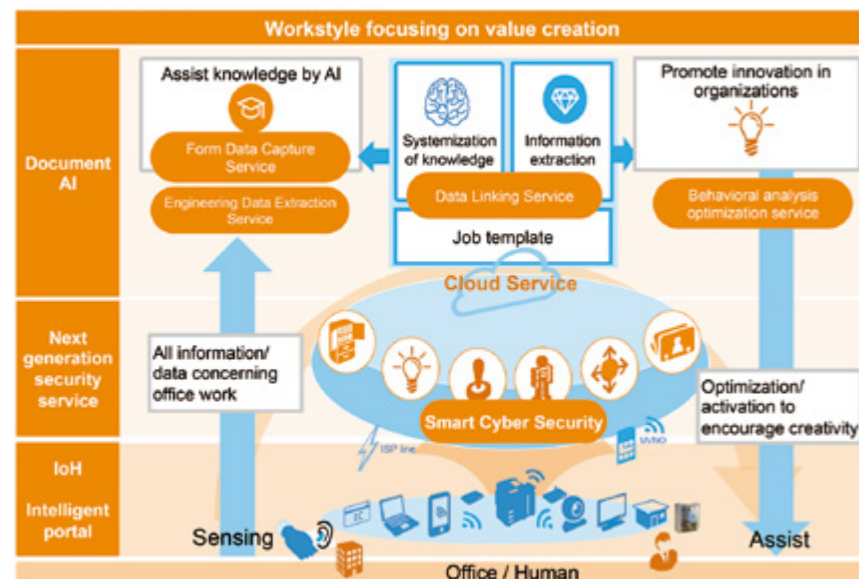 Workstyle focusing on value creation
Document
AI
Assist knowledge by AI
Form Data Capture
Service
Engineering Data Extraction
Service
Systemization
of knowledge
Information
extraction
Data Linking Service
Job template
Promote innovation in
organizations
Behavioral analysis
optimization service
Cloud Service
Next
generation
security
service
All information/
data concerning
office work
Smart Cyber Security
Optimization/
activation to
encourage creativity
ISP line
MVNO
IoH
Intelligent
portal
Sensing
IC
Assist
Office / Human